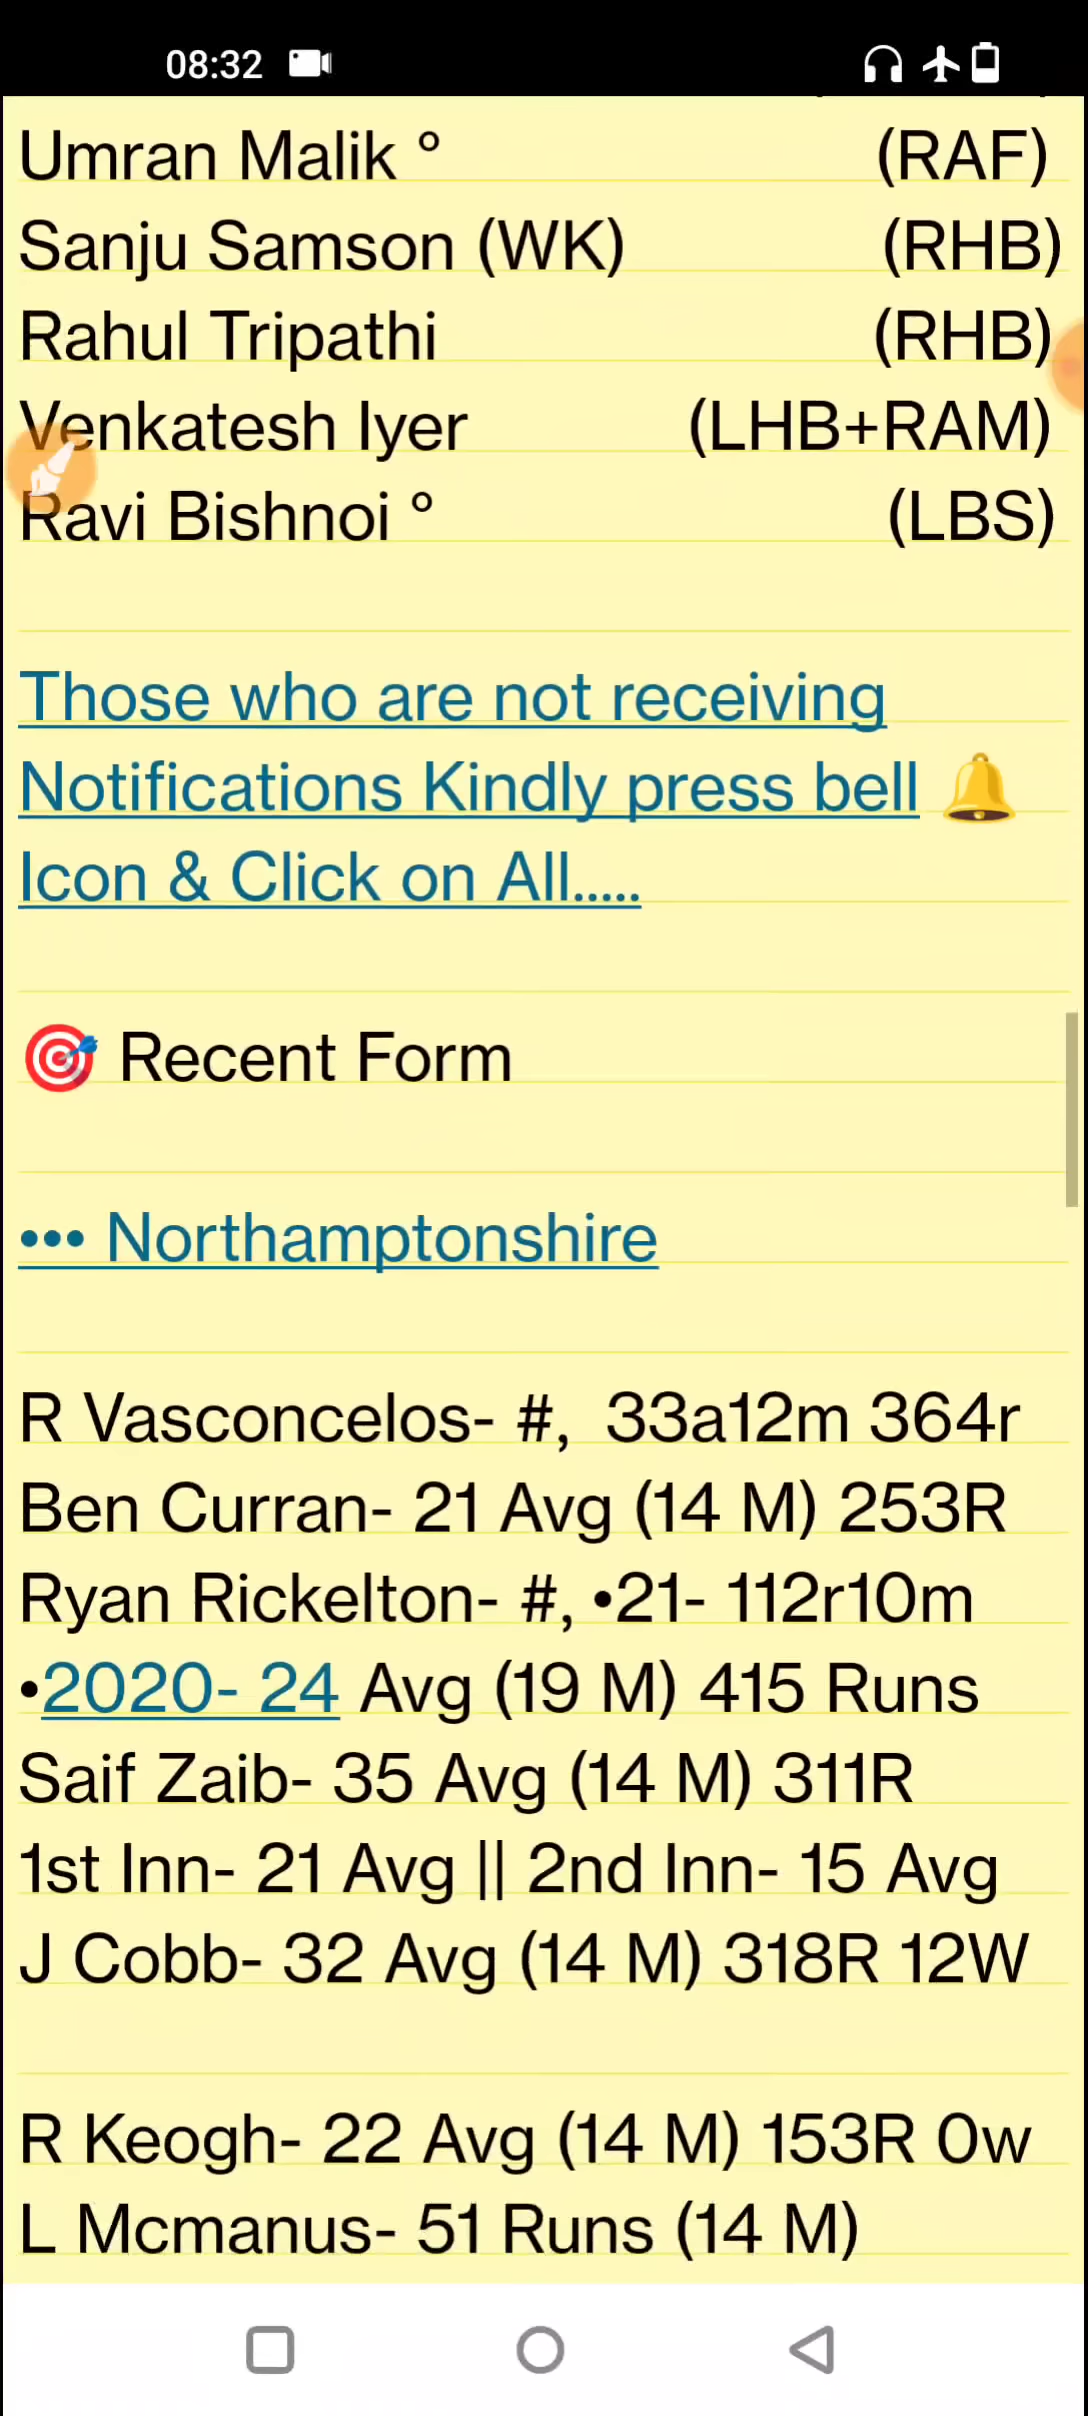 08:32
Umran Malik ° (RAF)
Sanju Samson (WK) (RHB)
Rahul Tripathi (RHB)
Venkatesh Iyer (LHB+RAM)
Ravi Bishnoi ° (LBS)
Those who are not receiving
Notifications Kindly press bell 🔔
Icon & Click on All.....
🎯 Recent Form
••• Northamptonshire
R Vasconcelos- #, 33a12m 364r
Ben Curran- 21 Avg (14 M) 253R
Ryan Rickelton- #, •21- 112r10m
•2020- 24 Avg (19 M) 415 Runs
Saif Zaib- 35 Avg (14 M) 311R
1st Inn- 21 Avg || 2nd Inn- 15 Avg
J Cobb- 32 Avg (14 M) 318R 12W
R Keogh- 22 Avg (14 M) 153R 0w
L Mcmanus- 51 Runs (14 M)